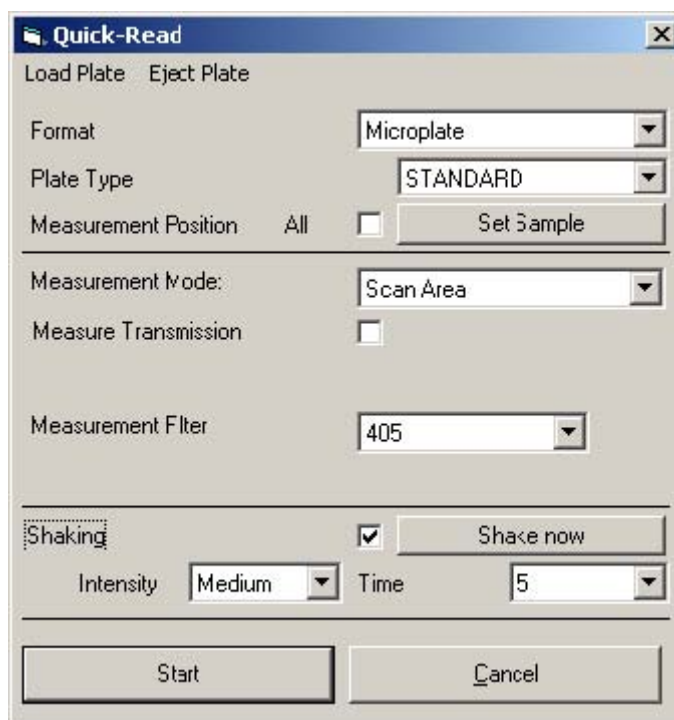 Quick-Read
Load Plate Eject Plate
Format Microplate
Plate Type STANDARD
Measurement Position All Set Sample
Measurement Mode: Scan Area
Measure Transmission
Measurement Filter 405
Shaking Shake now
Intensity Medium Time 5
Start Cancel